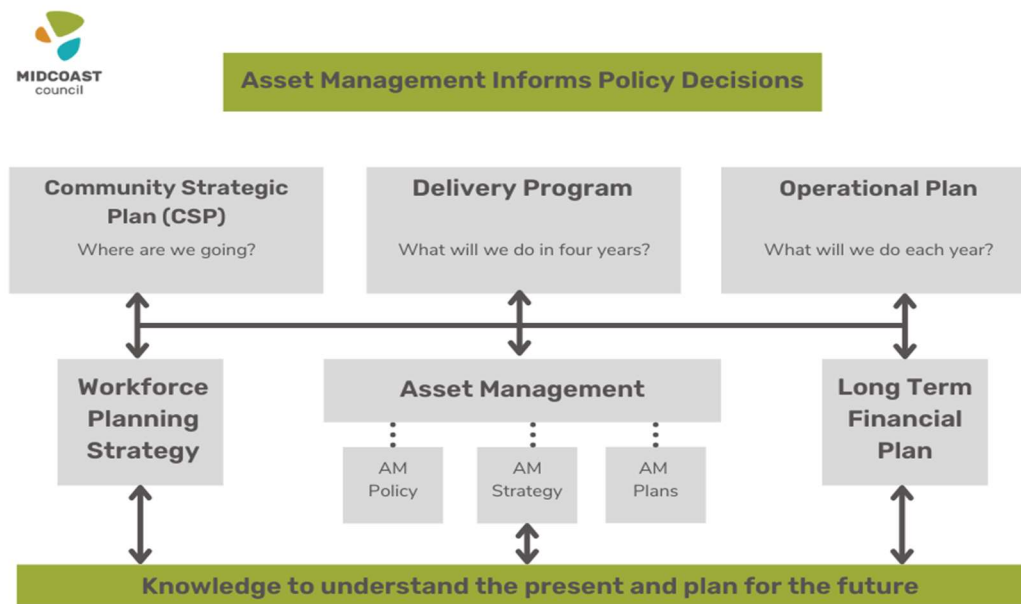 MIDCOAST
council
Asset Management Informs Policy Decisions
Community Strategic
Plan (CSP)
Where are we going?
Delivery Program
What will we do in four years?
Operational Plan
What will we do each year?
Workforce
Planning
Strategy
Asset Management
AM
Policy
AM
Strategy
AM
Plans
Long Term
Financial
Plan
Knowledge to understand the present and plan for the future